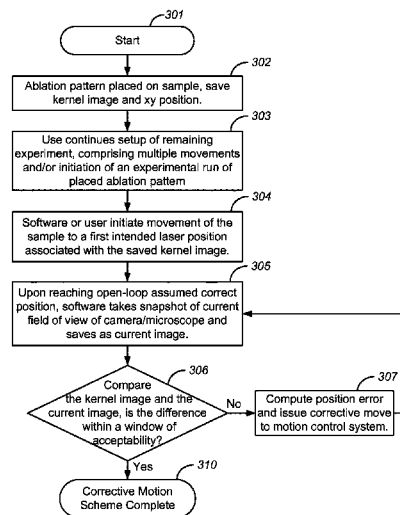 301
Start
302
Ablation pattern placed on sample, save
kernel image and xy position.
303
Use continues setup of remaining
experiment, comprising multiple movements
and/or initiation of an experimental run of
placed ablation pattern
304
Software or user initiate movement of the
sample to a first intended laser position
associated with the saved kernel image.
305
Upon reaching open-loop assumed correct
position, software takes snapshot of current
field of view of camera/microscope and
saves as current image.
306
Compare
the kernel image and the
current image, is the difference
within a window of
acceptability?
No
307
Compute position error
and issue corrective move
to motion control system.
Yes
310
Corrective Motion
Scheme Complete